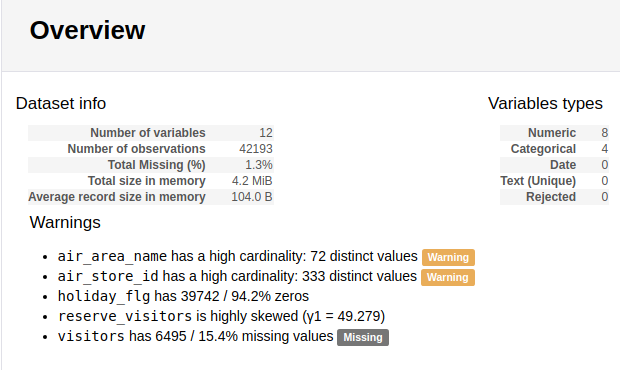 Overview
Dataset info
Number of variables 12
Number of observations 42193
Total Missing (%) 1.3%
Total size in memory 4.2 MiB
Average record size in memory 104.0 B
Variables types
Numeric 8
Categorical 4
Date 0
Text (Unique) 0
Rejected 0
Warnings
air_area_name has a high cardinality: 72 distinct values Warning
air_store_id has a high cardinality: 333 distinct values Warning
holiday_flg has 39742 / 94.2% zeros
reserve_visitors is highly skewed (γ1 = 49.279)
visitors has 6495 / 15.4% missing values Missing